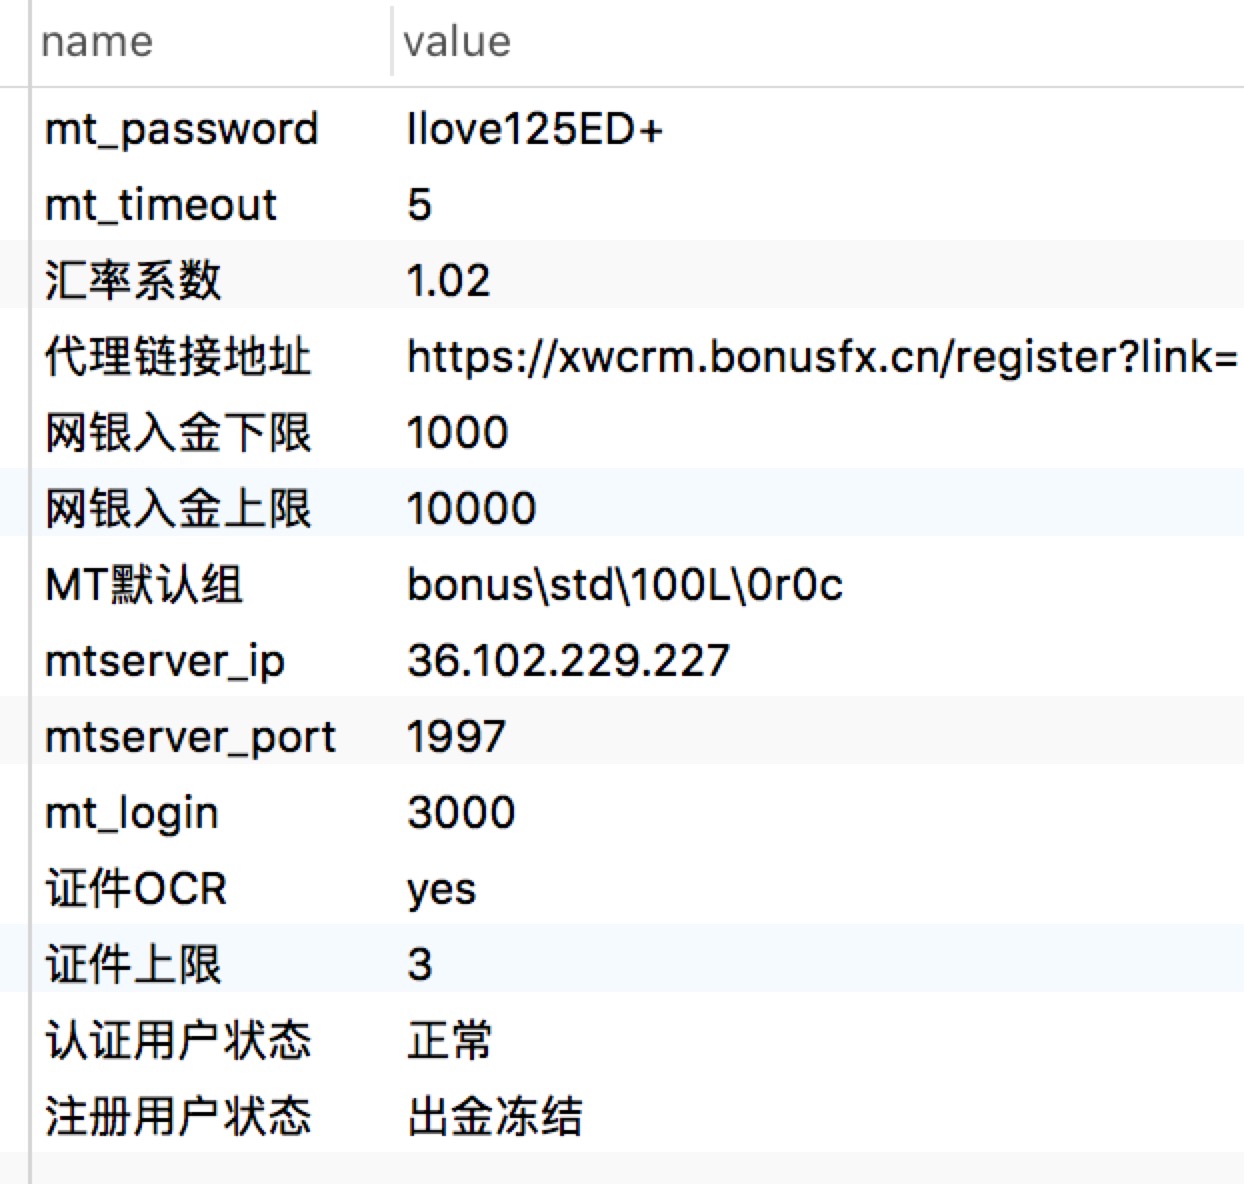 name value
mt_password Ilove125ED+
mt_timeout 5
汇率系数 1.02
代理链接地址 https://xwcrm.bonusfx.cn/register?link=
网银入金下限 1000
网银入金上限 10000
MT默认组 bonus\std\100L\0r0c
mtserver_ip 36.102.229.227
mtserver_port 1997
mt_login 3000
证件OCR yes
证件上限 3
认证用户状态 正常
注册用户状态 出金冻结